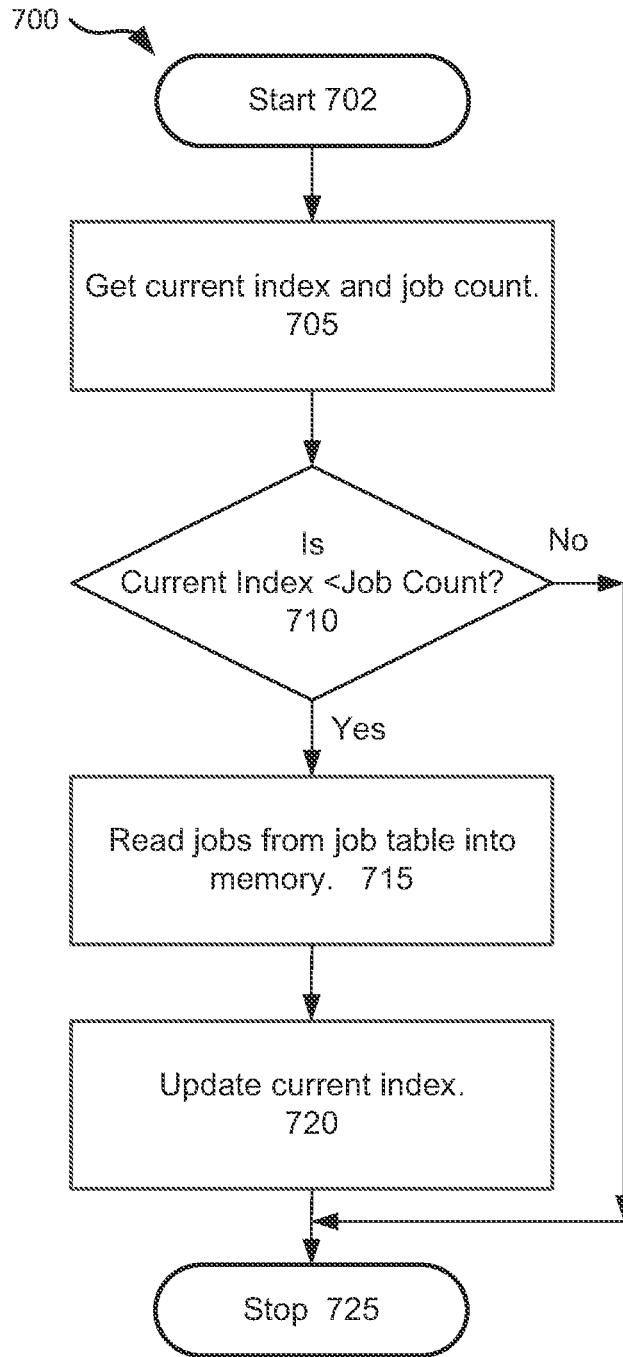 700
Start 702
Get current index and job count.
705
Is
Current Index <Job Count?
710
No
Yes
Read jobs from job table into
memory. 715
Update current index.
720
Stop 725